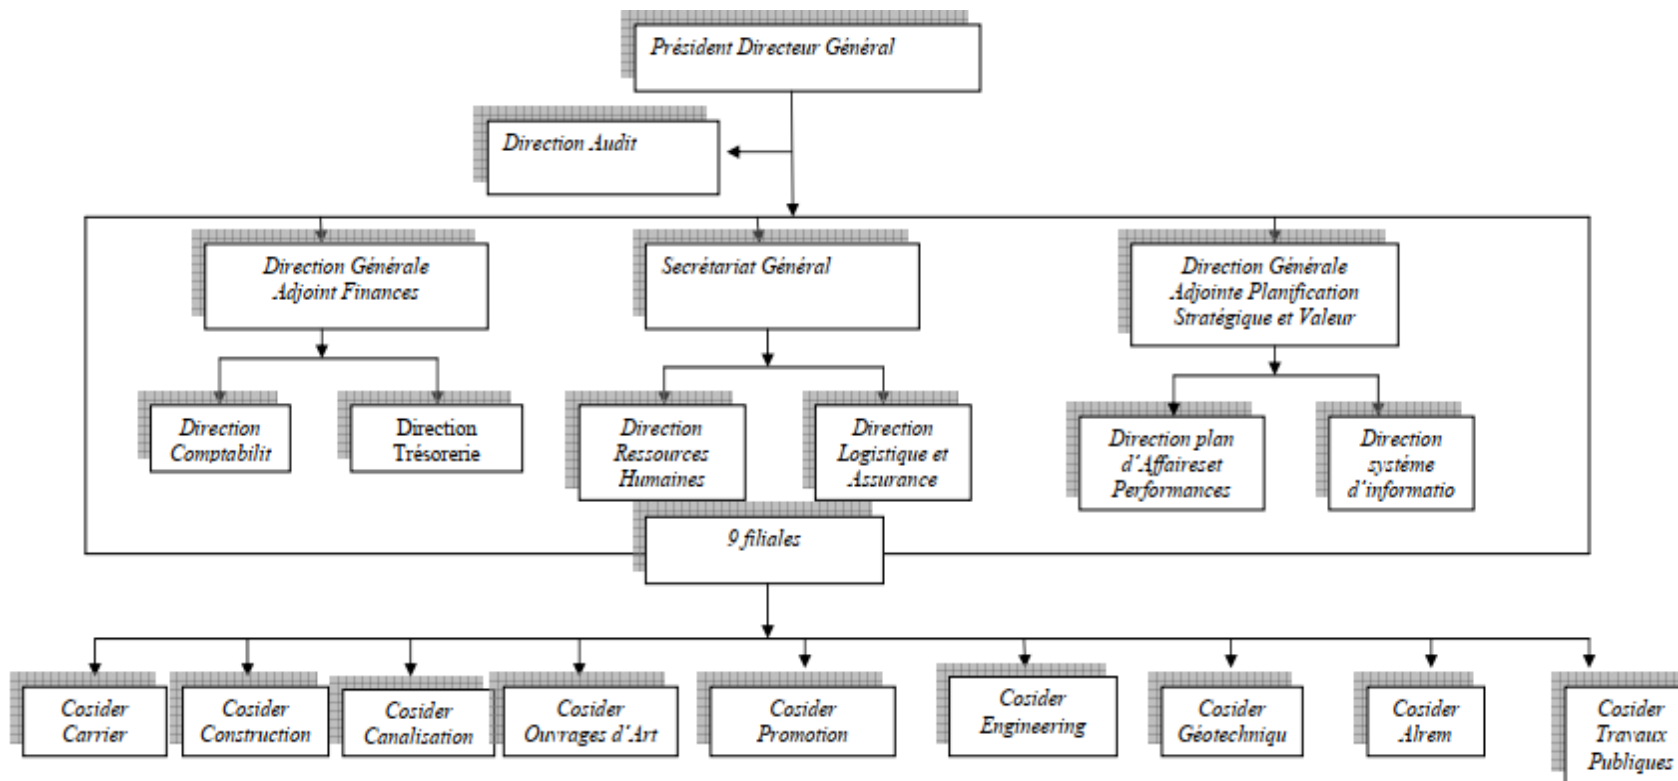 Président Directeur Général
Direction Audit
Direction Générale
Adjoint Finances
Secrétariat Général
Direction Générale
Adjointe Planification
Stratégique et Valeur
Direction
Comptabilit
Direction
Trésorerie
Direction
Ressources
Humaines
Direction
Logistique et
Assurance
Direction plan
d'Affaireset
Performances
Direction
systéme
d'informatio
9 filiales
Cosider
Carrier
Cosider
Construction
Cosider
Canalisation
Cosider
Ouvrages d'Art
Cosider
Promotion
Cosider
Engineering
Cosider
Géotechniqu
Cosider
Alrem
Cosider
Travaux
Publiques